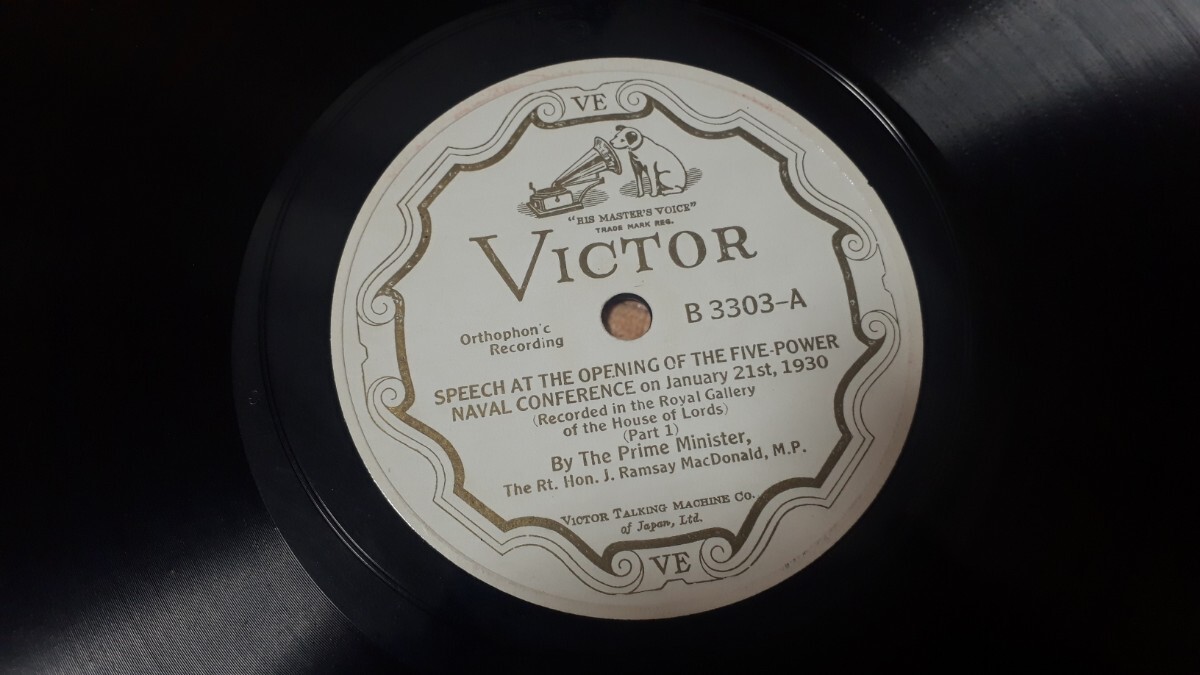 VE
"HIS MASTER'S VOICE"
TRADE MARK REG.
VICTOR
B 3303-A
Orthophon'c
Recording
SPEECH AT THE OPENING OF THE FIVE-POWER
NAVAL CONFERENCE on January 21st, 1930
(Recorded in the Royal Gallery
of the House of Lords)
(Part 1)
By The Prime Minister,
The Rt. Hon. J. Ramsay MacDonald, M.P.
VICTOR TALKING MACHINE CO.
of Japan, Ltd.
VE